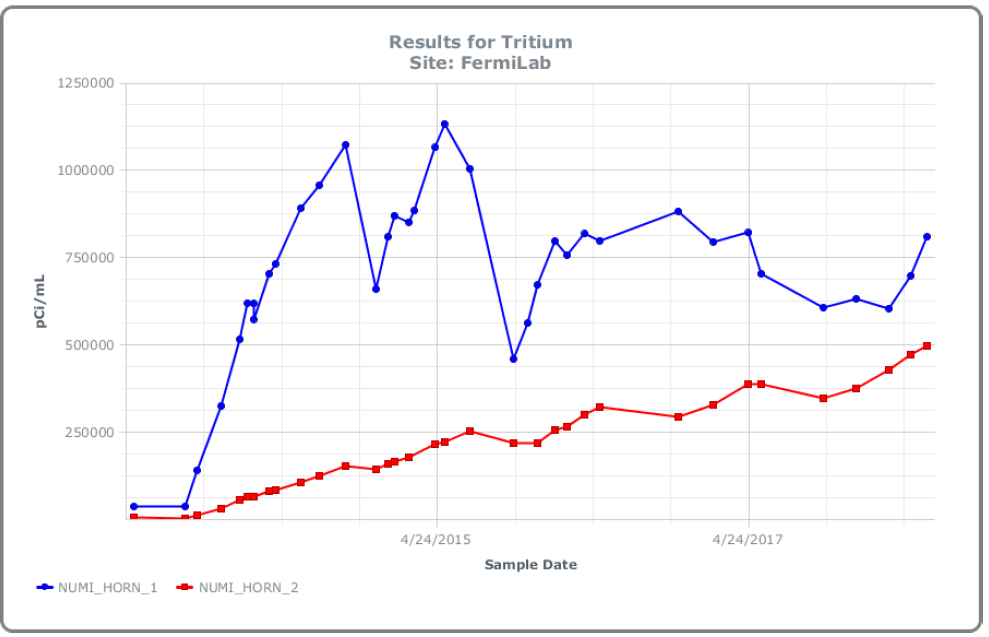 Results for Tritium
Site: FermiLab
1250000
1000000
750000
500000
250000
pCi/mL
4/24/2015
4/24/2017
Sample Date
NUMI_HORN_1
NUMI_HORN_2